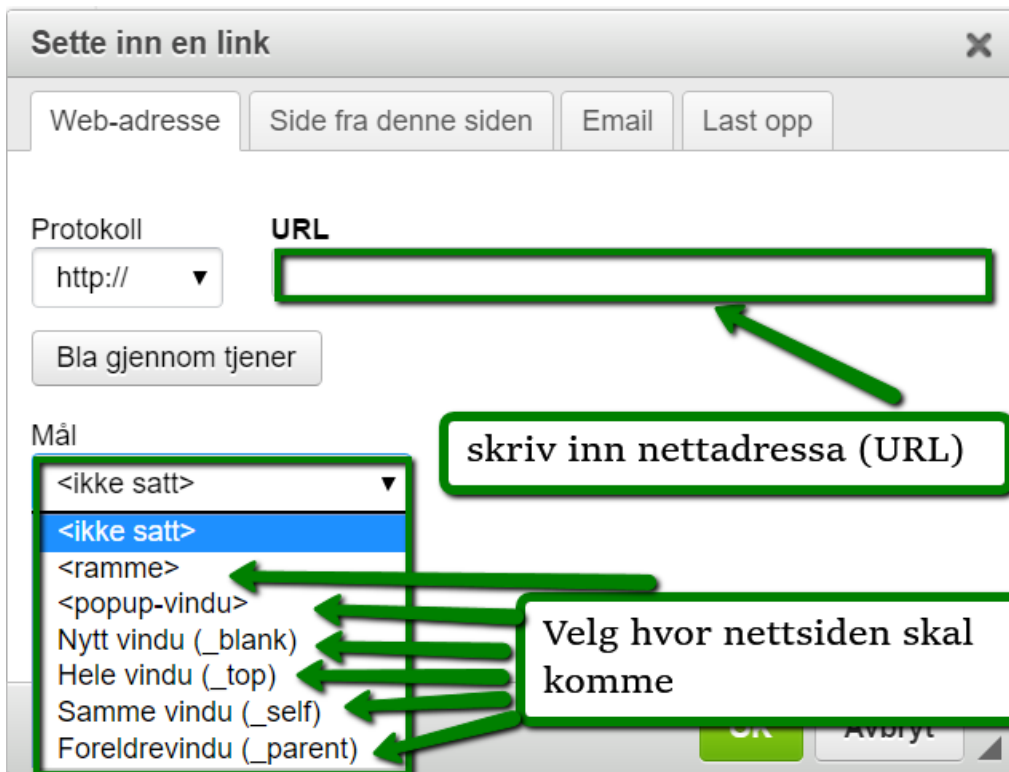 Sette inn en link
Web-adresse Side fra denne siden Email Last opp
Protokoll URL
http://
Bla gjennom tjener
Mål
skriv inn nettadressa (URL)
<ikke satt>
<ikke satt>
<ramme>
<popup-vindu>
Nytt vindu (_blank)
Hele vindu (_top)
Samme vindu (_self)
Foreldrevindu (_parent)
Velg hvor nettsiden skal
komme
OK Avbryt